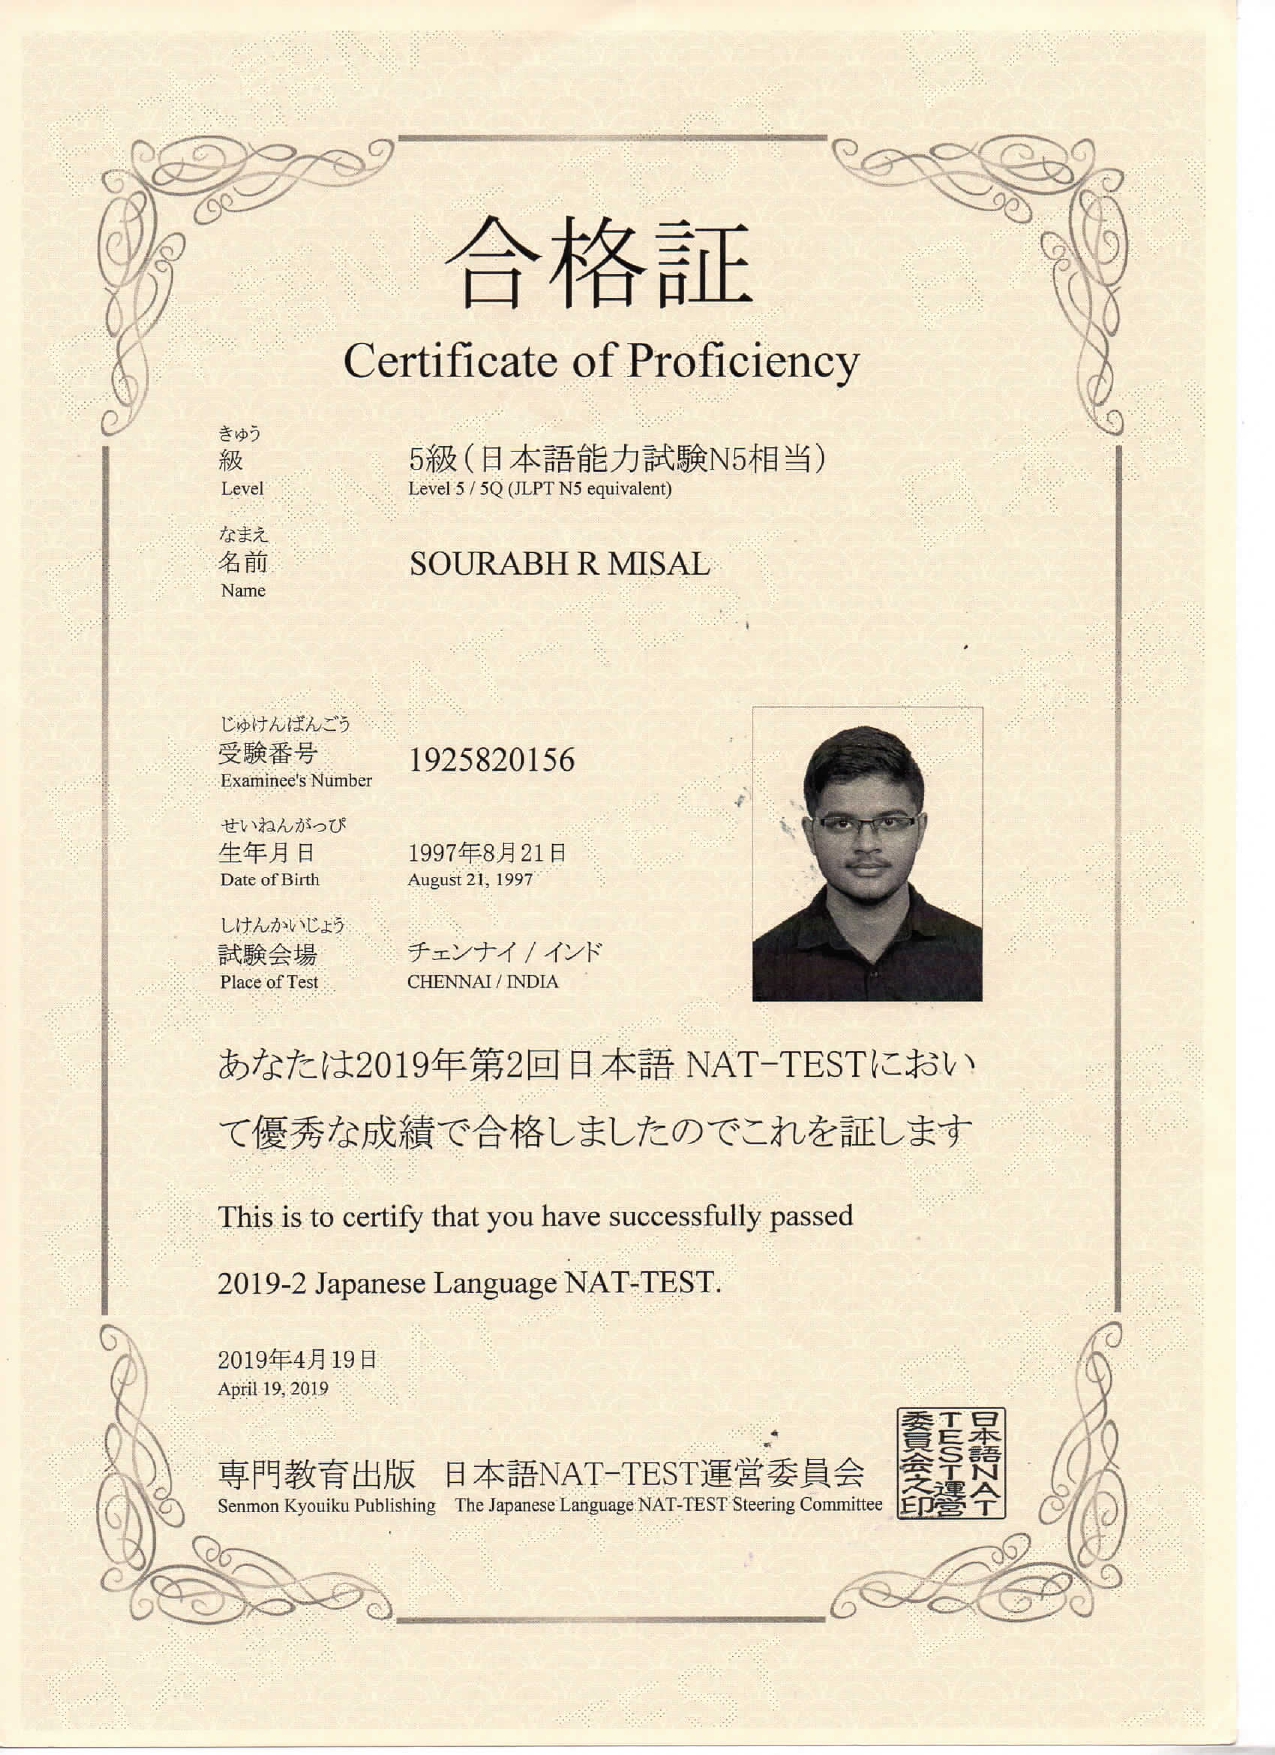 合格証
Certificate of Proficiency
きゅう
級
Level
5級(日本語能力試験N5相当)
Level 5 / 5Q (JLPT N5 equivalent)
なまえ
名前
Name
SOURABH R MISAL
じゅけんばんごう
受験番号
Examinee's Number
1925820156
せいねんがっぴ
生年月日
Date of Birth
1997年8月21日
August 21, 1997
しけんかいじょう
試験会場
Place of Test
チェンナイ / インド
CHENNAI / INDIA
あなたは2019年第2回日本語 NAT-TESTにおい
て優秀な成績で合格しましたのでこれを証します
This is to certify that you have successfully passed
2019-2 Japanese Language NAT-TEST.
2019年4月19日
April 19, 2019
専門教育出版 日本語NAT-TEST運営委員会
Senmon Kyouiku Publishing The Japanese Language NAT-TEST Steering Committee
日本語NAT
TEST運営
委員会之印